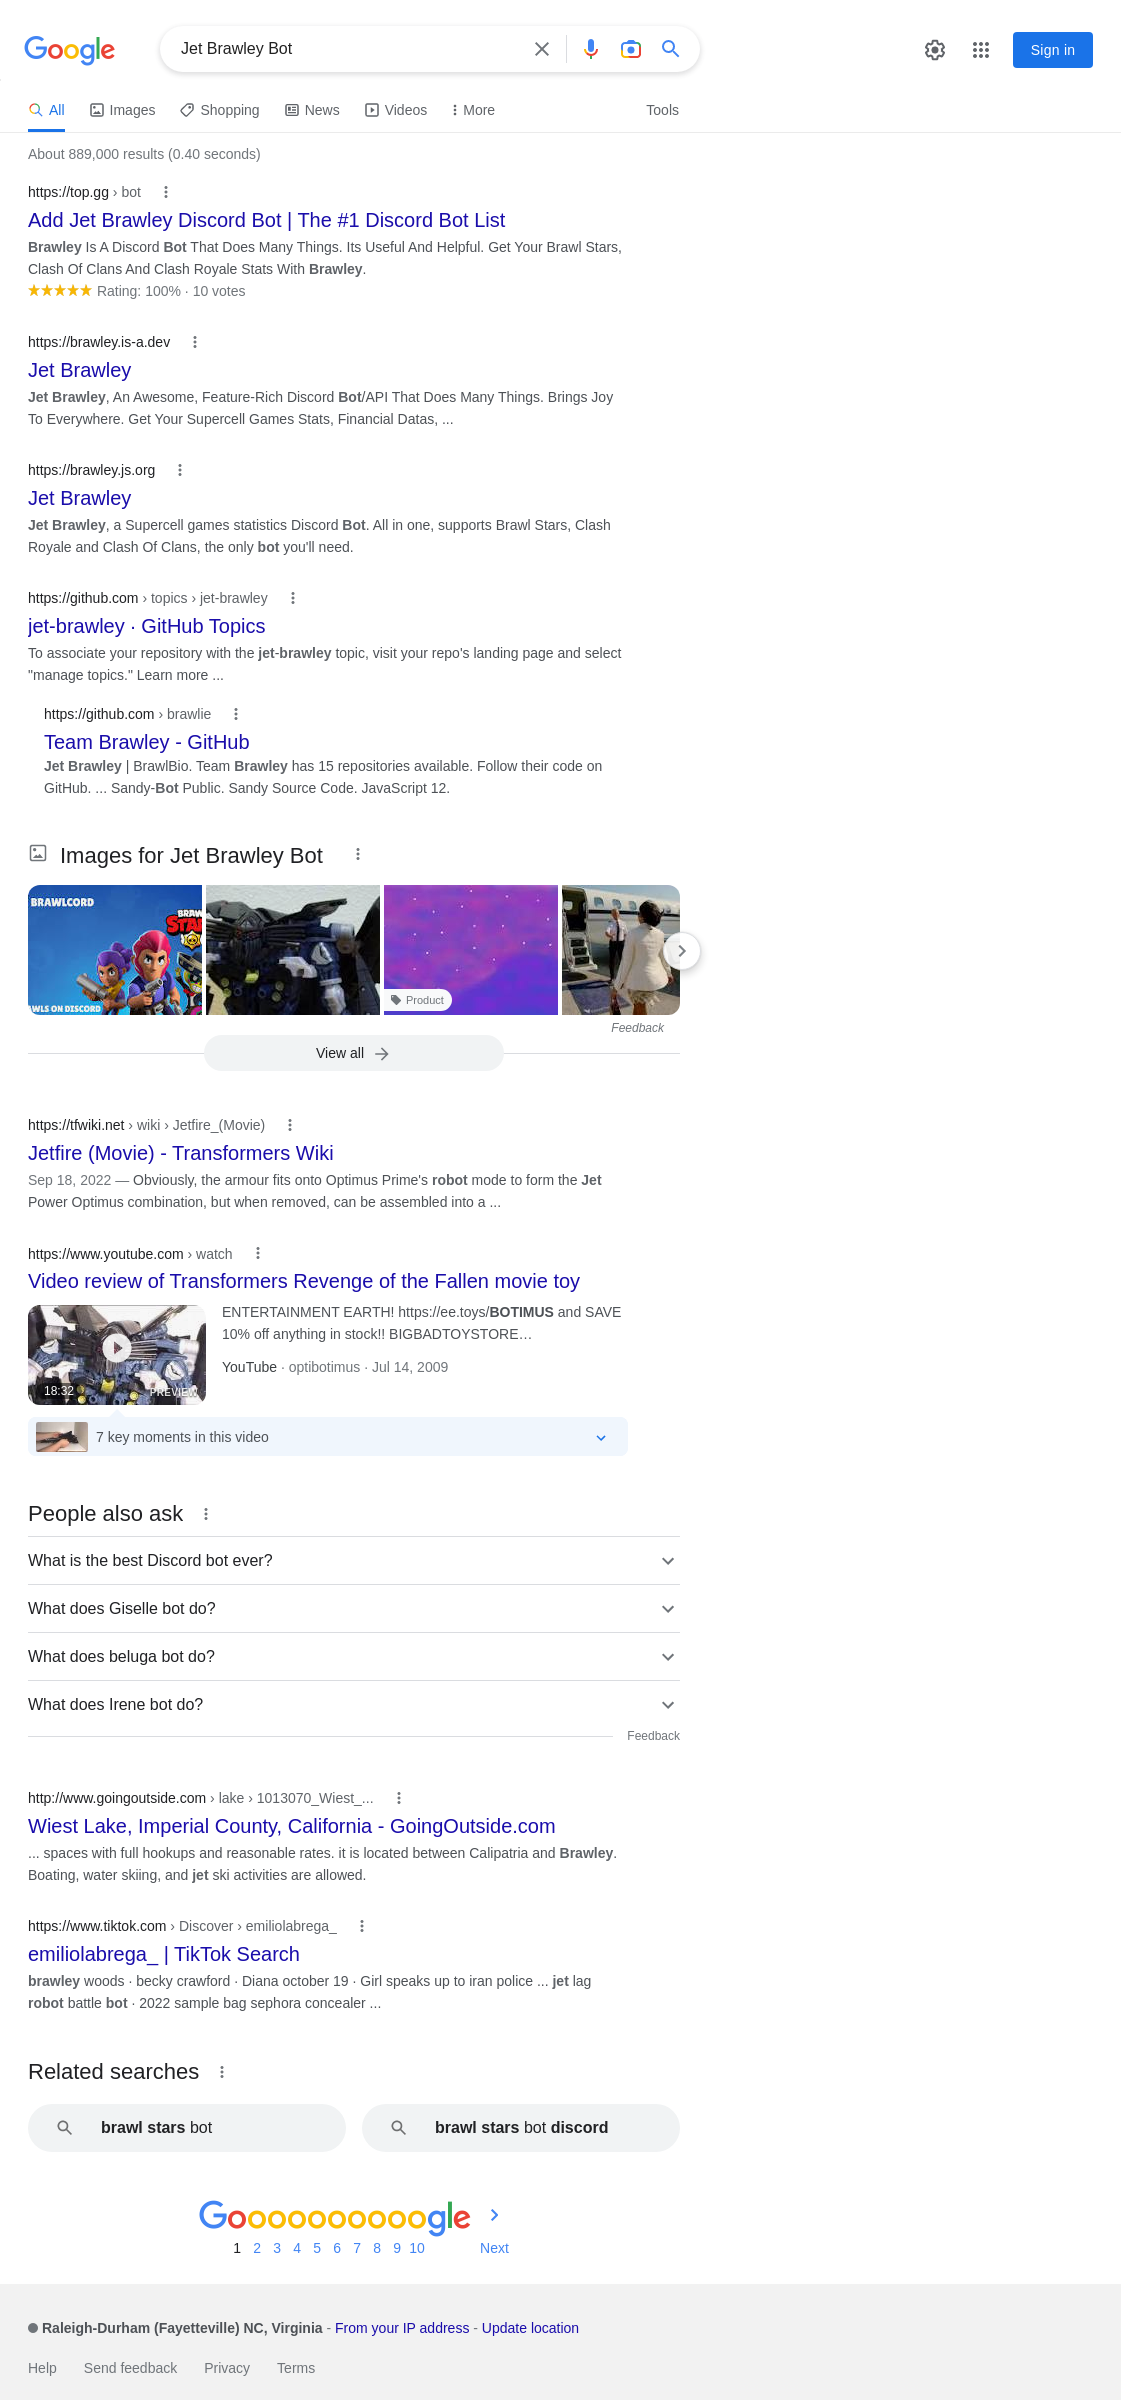 Google
Jet Brawley Bot
Sign in
All
Images
Shopping
News
Videos
More
Tools
About 889,000 results (0.40 seconds)
https://top.gg › bot
Add Jet Brawley Discord Bot | The #1 Discord Bot List
Brawley Is A Discord Bot That Does Many Things. Its Useful And Helpful. Get Your Brawl Stars,
Clash Of Clans And Clash Royale Stats With Brawley.
Rating: 100% · 10 votes
https://brawley.is-a.dev
Jet Brawley
Jet Brawley, An Awesome, Feature-Rich Discord Bot/API That Does Many Things. Brings Joy
To Everywhere. Get Your Supercell Games Stats, Financial Datas, ...
https://brawley.js.org
Jet Brawley
Jet Brawley, a Supercell games statistics Discord Bot. All in one, supports Brawl Stars, Clash
Royale and Clash Of Clans, the only bot you'll need.
https://github.com › topics › jet-brawley
jet-brawley · GitHub Topics
To associate your repository with the jet-brawley topic, visit your repo's landing page and select
"manage topics." Learn more ...
https://github.com › brawlie
Team Brawley - GitHub
Jet Brawley | BrawlBio. Team Brawley has 15 repositories available. Follow their code on
GitHub. ... Sandy-Bot Public. Sandy Source Code. JavaScript 12.
Images for Jet Brawley Bot
BRAWLCORD
BRAW
STA
AWLS ON DISCORD
Product
Feedback
View all
https://tfwiki.net › wiki › Jetfire_(Movie)
Jetfire (Movie) - Transformers Wiki
Sep 18, 2022 — Obviously, the armour fits onto Optimus Prime's robot mode to form the Jet
Power Optimus combination, but when removed, can be assembled into a ...
https://www.youtube.com › watch
Video review of Transformers Revenge of the Fallen movie toy
ENTERTAINMENT EARTH! https://ee.toys/BOTIMUS and SAVE
10% off anything in stock!! BIGBADTOYSTORE…
YouTube · optibotimus · Jul 14, 2009
18:32
PREVIEW
7 key moments in this video
People also ask
What is the best Discord bot ever?
What does Giselle bot do?
What does beluga bot do?
What does Irene bot do?
Feedback
http://www.goingoutside.com › lake › 1013070_Wiest_...
Wiest Lake, Imperial County, California - GoingOutside.com
... spaces with full hookups and reasonable rates. it is located between Calipatria and Brawley.
Boating, water skiing, and jet ski activities are allowed.
https://www.tiktok.com › Discover › emiliolabrega_
emiliolabrega_ | TikTok Search
brawley woods · becky crawford · Diana october 19 · Girl speaks up to iran police ... jet lag
robot battle bot · 2022 sample bag sephora concealer ...
Related searches
brawl stars bot
brawl stars bot discord
Goooooooooogle
1 2 3 4 5 6 7 8 9 10 Next
Raleigh-Durham (Fayetteville) NC, Virginia - From your IP address - Update location
Help
Send feedback
Privacy
Terms